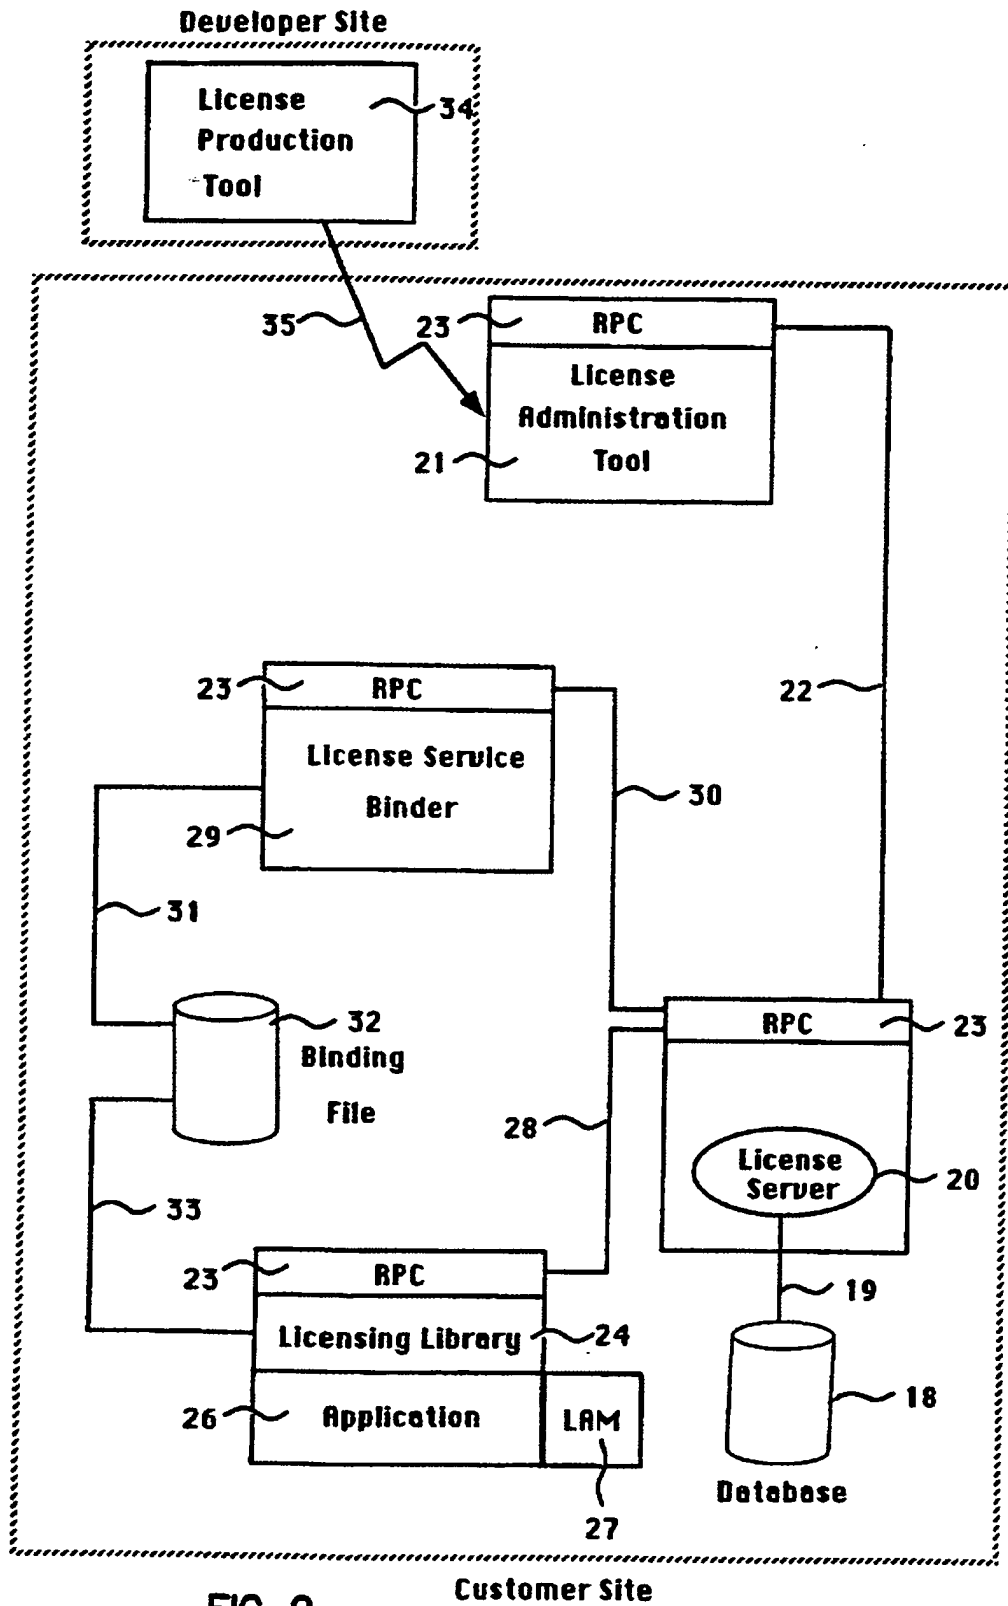 Developer Site
License
Production
Tool
34
35
23
RPC
License
Administration
Tool
21
22
23
RPC
License Service
Binder
29
30
31
32
Binding
File
33
28
RPC
23
License
Server
20
19
18
Database
23
RPC
Licensing Library
24
26
Application
LAM
27
Customer Site